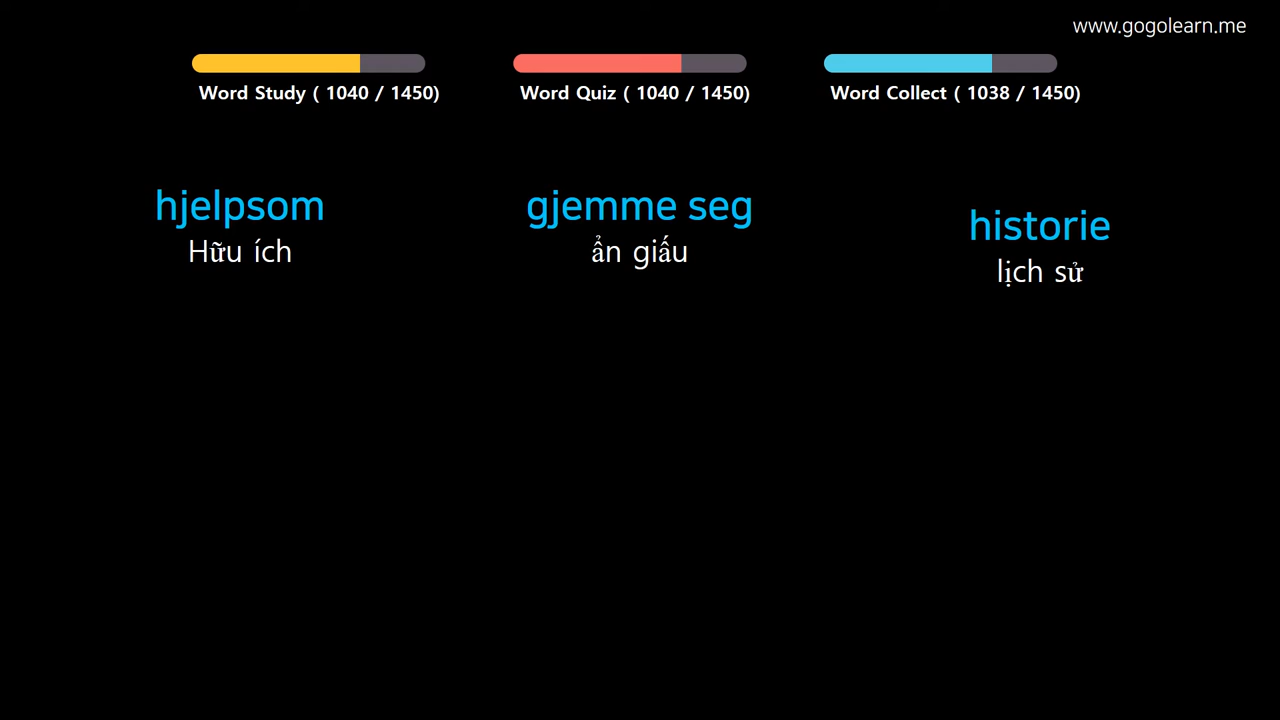 www.gogolearn.me
Word Study ( 1040 / 1450)
Word Quiz ( 1040 / 1450)
Word Collect ( 1038 / 1450)
hjelpsom
Hữu ích
gjemme seg
ẩn giấu
historie
lịch sử